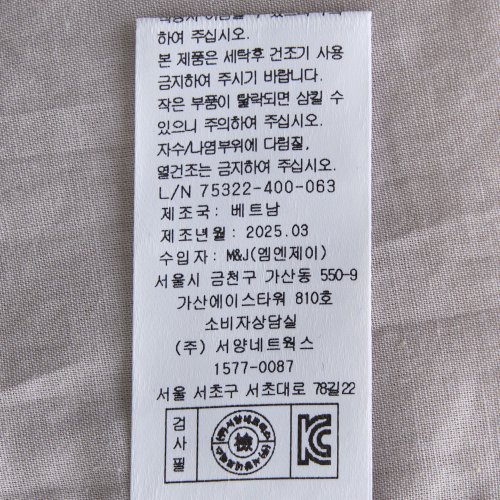 하여 주십시오.
본 제품은 세탁후 건조기 사용
금지하여 주시기 바랍니다.
작은 부품이 탈락되면 삼킬 수
있으니 주의하여 주십시오.
자수/나염부위에 다림질,
열건조는 금지하여 주십시오.
L/N 75322-400-063
제조국: 베트남
제조년월: 2025.03
수입자: M&J(엠엔제이)
서울시 금천구 가산동 550-9
가산에이스타워 810호
소비자상담실
(주) 서양네트웍스
1577-0087
서울 서초구 서초대로 78길22
검사필
檢
KC